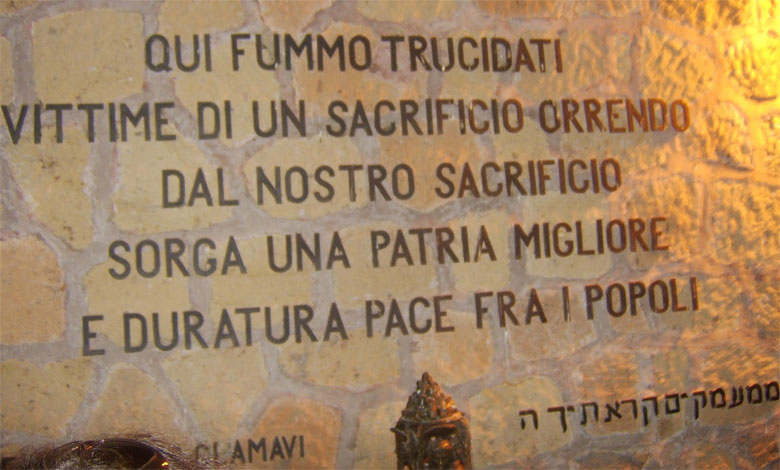 QUI FUMMO TRUCIDATI
VITTIME DI UN SACRIFICIO ORRENDO
DAL NOSTRO SACRIFICIO
SORGA UNA PATRIA MIGLIORE
E DURATURA PACE FRA I POPOLI
CLAMAVI
ממעמקים קראתיך ה